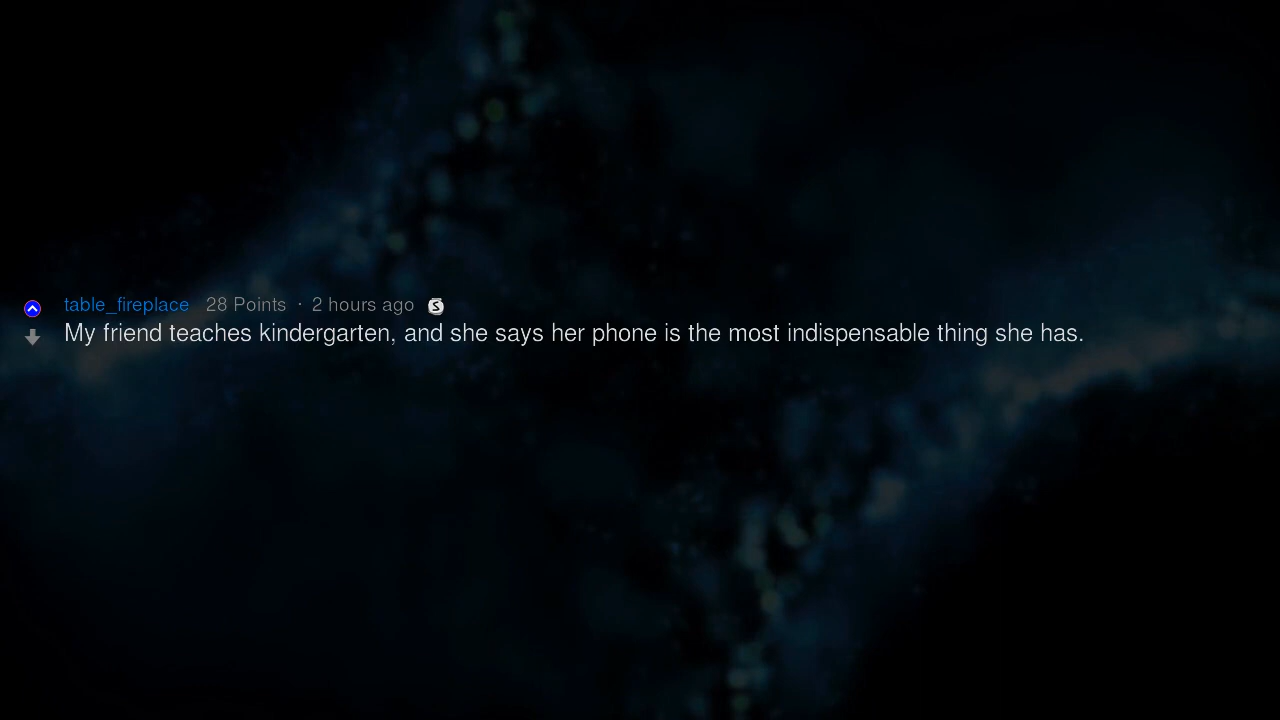 table_fireplace 28 Points · 2 hours ago S
My friend teaches kindergarten, and she says her phone is the most indispensable thing she has.